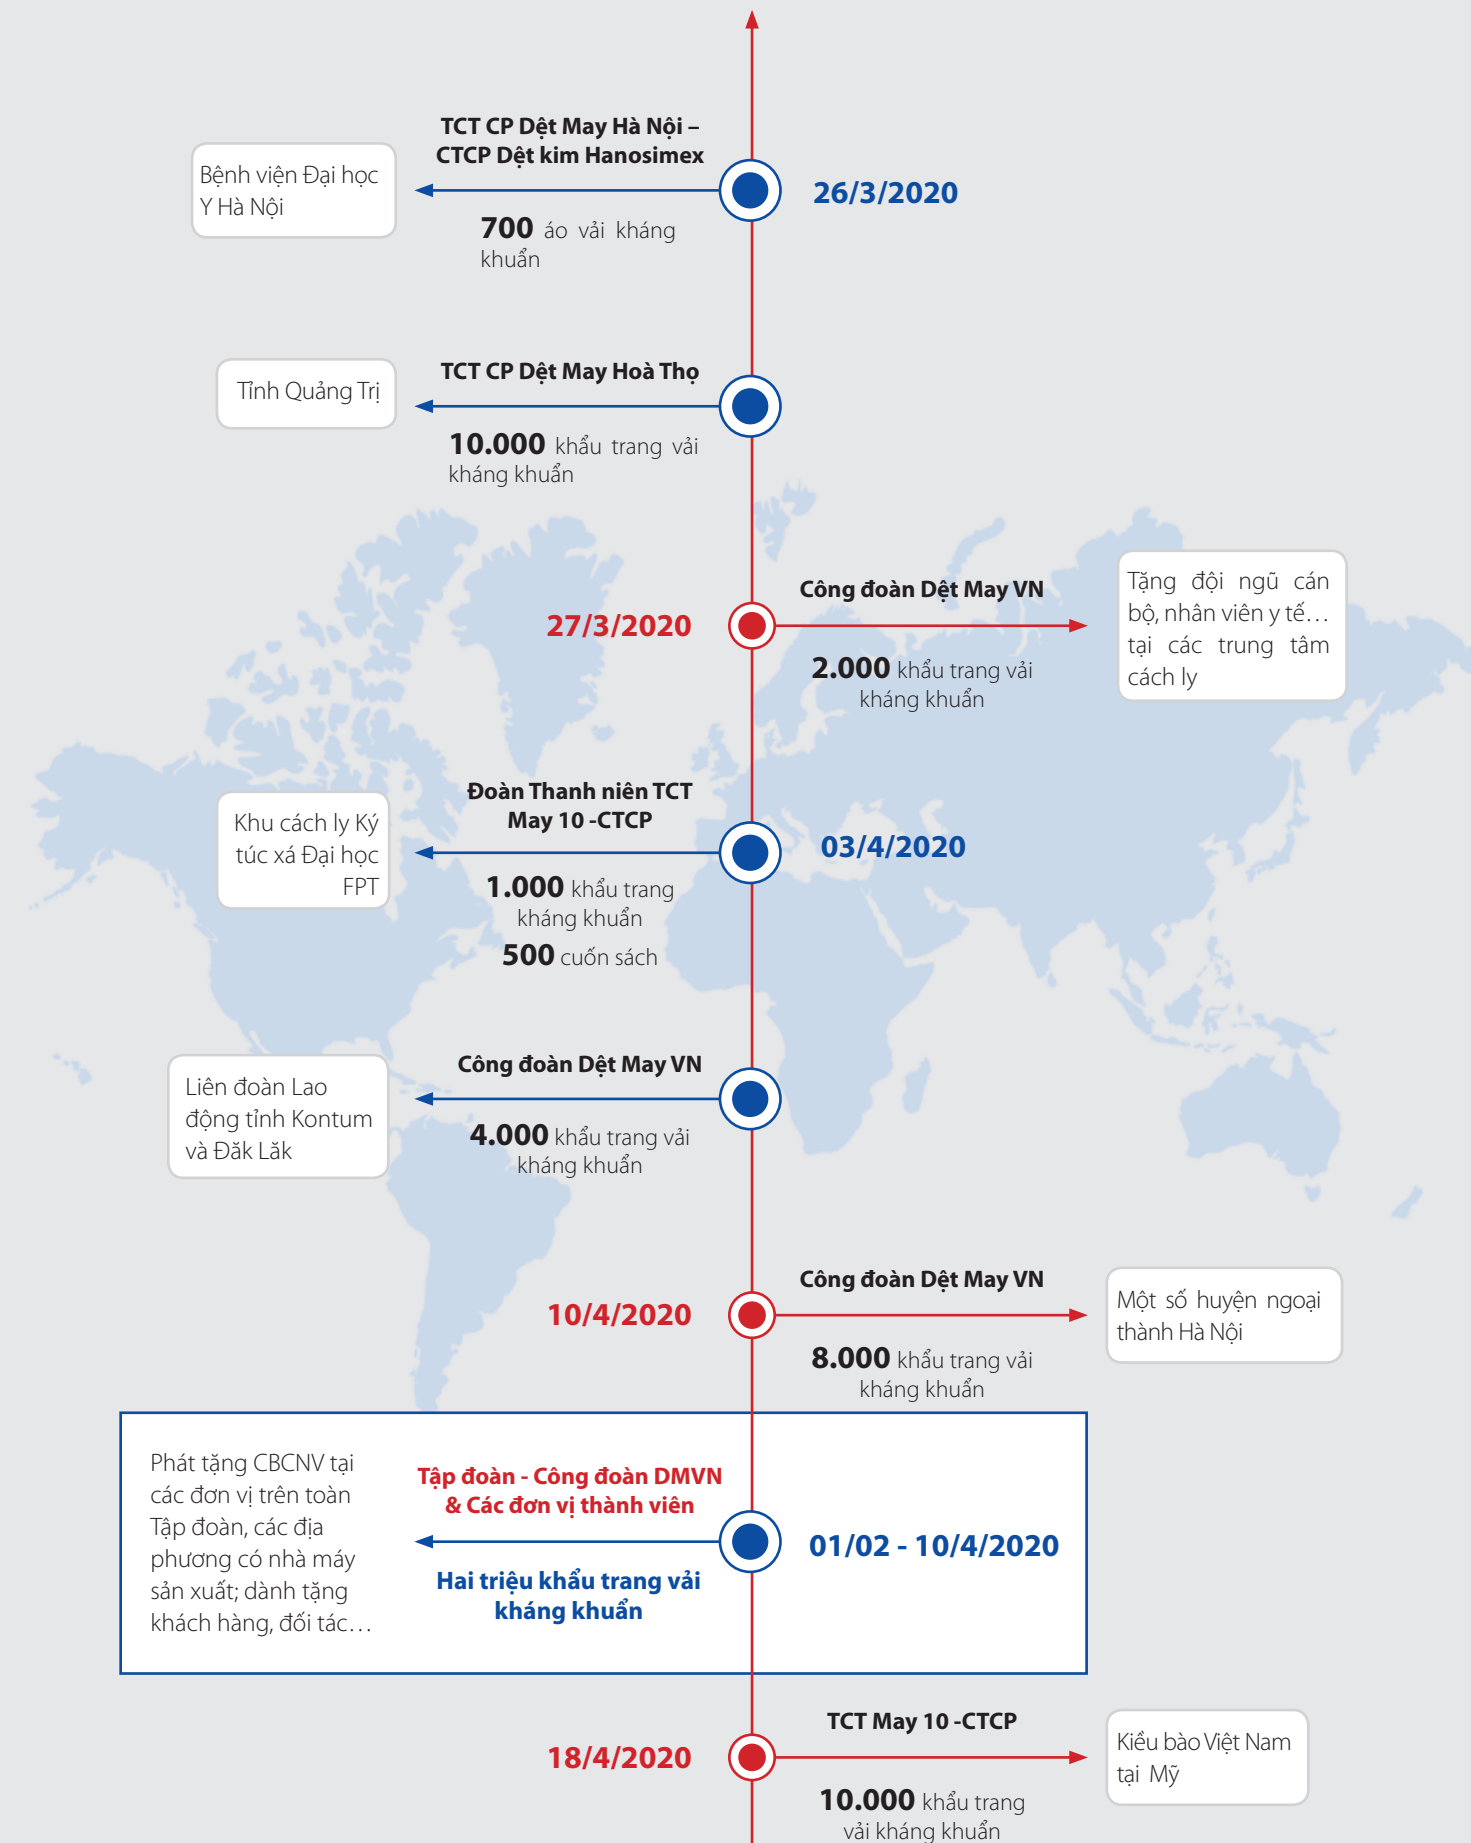 TCT CP Dệt May Hà Nội –
CTCP Dệt kim Hanosimex
Bệnh viện Đại học
Y Hà Nội
26/3/2020
700 áo vải kháng
khuẩn
TCT CP Dệt May Hoà Thọ
Tỉnh Quảng Trị
10.000 khẩu trang vải
kháng khuẩn
27/3/2020
Công đoàn Dệt May VN
2.000 khẩu trang vải
kháng khuẩn
Tặng đội ngũ cán
bộ, nhân viên y tế…
tại các trung tâm
cách ly
Đoàn Thanh niên TCT
May 10 -CTCP
Khu cách ly Ký
túc xá Đại học
FPT
03/4/2020
1.000 khẩu trang
kháng khuẩn
500 cuốn sách
Công đoàn Dệt May VN
Liên đoàn Lao
động tỉnh Kontum
và Đăk Lăk
4.000 khẩu trang vải
kháng khuẩn
10/4/2020
Công đoàn Dệt May VN
8.000 khẩu trang vải
kháng khuẩn
Một số huyện ngoại
thành Hà Nội
Phát tặng CBCNV tại
các đơn vị trên toàn
Tập đoàn, các địa
phương có nhà máy
sản xuất; dành tặng
khách hàng, đối tác…
Tập đoàn - Công đoàn DMVN
& Các đơn vị thành viên
Hai triệu khẩu trang vải
kháng khuẩn
01/02 - 10/4/2020
18/4/2020
TCT May 10 -CTCP
10.000 khẩu trang
vải kháng khuẩn
Kiều bào Việt Nam
tại Mỹ